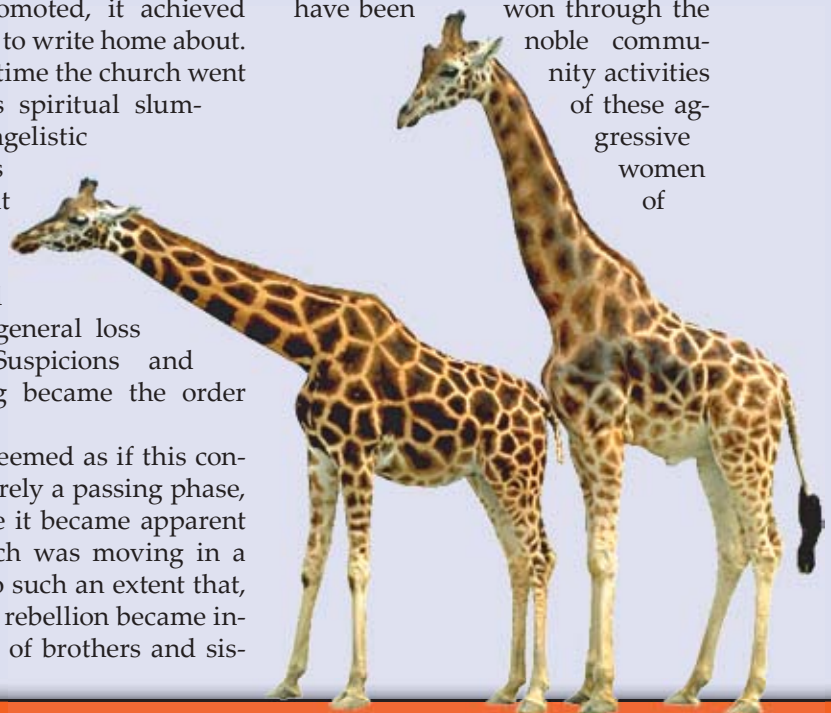 omoted, it achieved
to write home about.
time the church went
s spiritual slum-
gelistic
s
t
general loss
Suspicions and
g became the order
eemed as if this con-
rely a passing phase,
e it became apparent
ch was moving in a
o such an extent that,
rebellion became in-
of brothers and sis-
have been won through the
noble commu-
nity activities
of these ag-
gressive
women
of